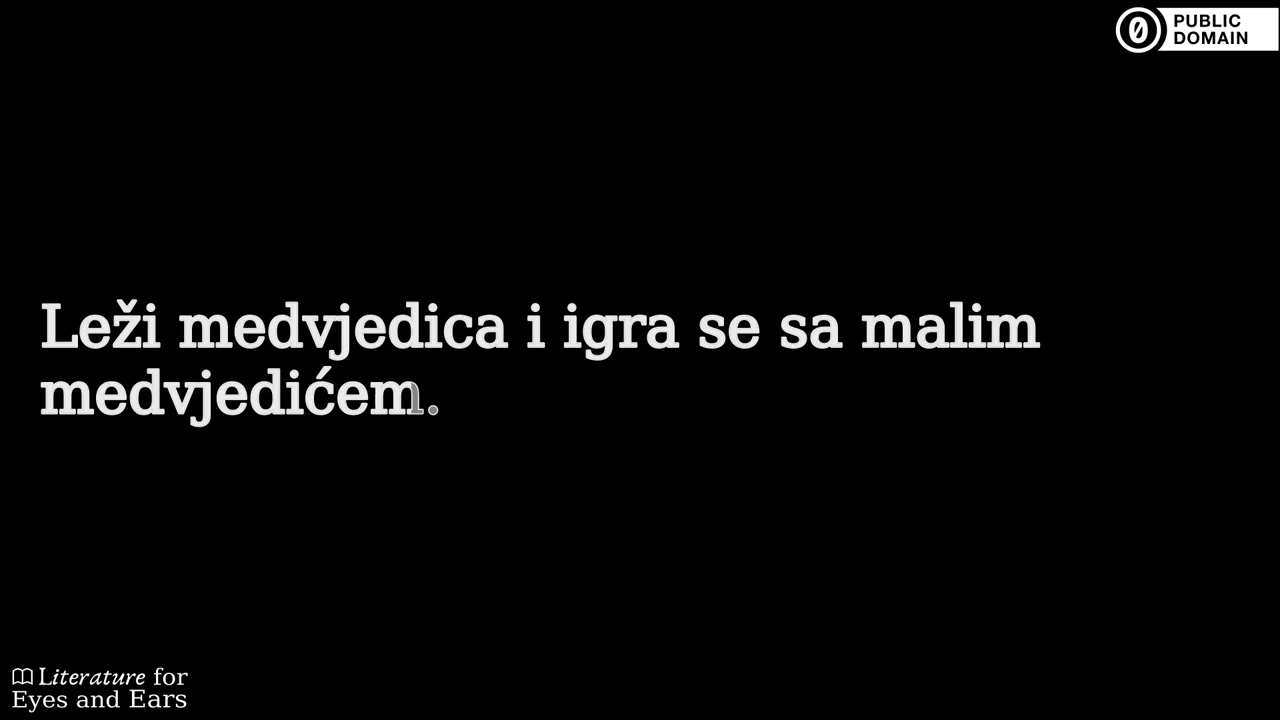 PUBLIC
DOMAIN
Leži medvjedica i igra se sa malim
medvjedićem.
Literature for
Eyes and Ears